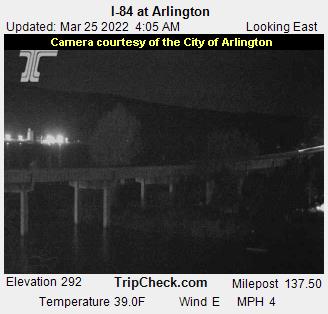 I-84 at Arlington
Updated: Mar 25 2022 4:05 AM Looking East
Camera courtesy of the City of Arlington
Elevation 292 TripCheck.com Milepost 137.50
Temperature 39.0F Wind E MPH 4